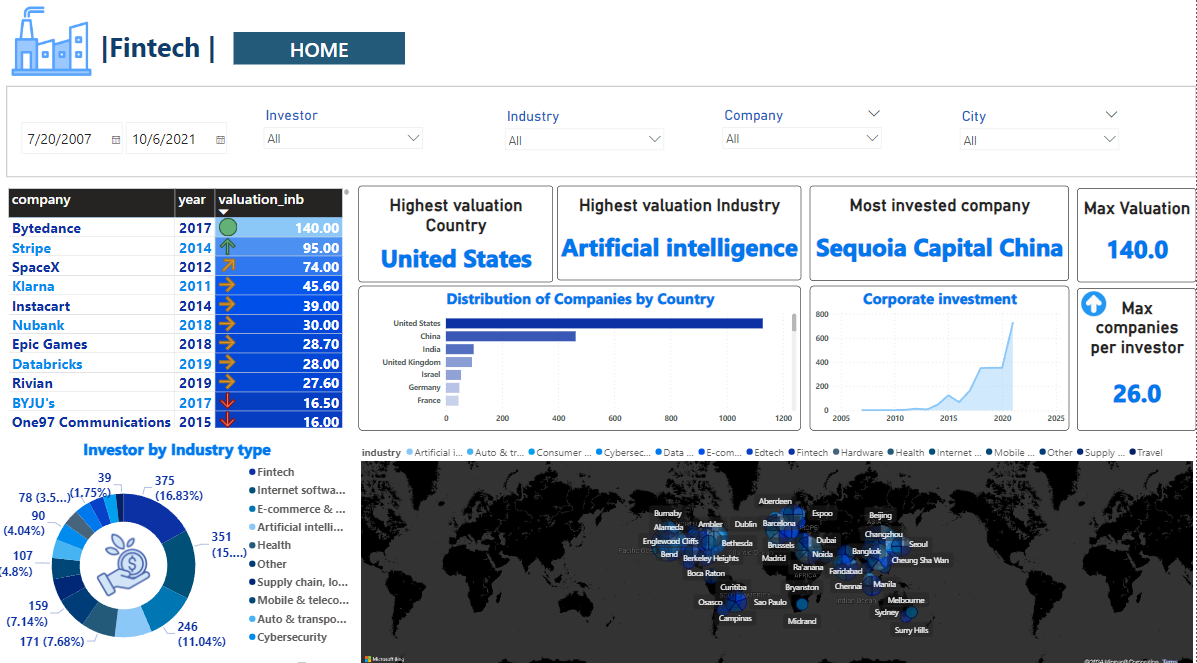 |Fintech |
HOME
7/20/2007
10/6/2021
Investor
All
Industry
All
Company
All
City
All
company year valuation_inb
Bytedance 2017 140.00
Stripe 2014 95.00
SpaceX 2012 74.00
Klarna 2011 45.60
Instacart 2014 39.00
Nubank 2018 30.00
Epic Games 2018 28.70
Databricks 2019 28.00
Rivian 2019 27.60
BYJU's 2017 16.50
One97 Communications 2015 16.00
Highest valuation
Country
United States
Highest valuation Industry
Artificial intelligence
Most invested company
Sequoia Capital China
Max Valuation
140.0
Distribution of Companies by Country
United States
China
India
United Kingdom
Israel
Germany
France
0 200 400 600 800 1000 1200
Corporate investment
800
600
400
200
0
2005 2010 2015 2020 2025
Max
companies
per investor
26.0
Investor by Industry type
375
(16.83%)
351
(15....)
246
(11.04%)
171 (7.68%)
159
(7.14%)
107
(4.8%)
90
(4.04%)
78 (3.5...)
(1.75%)
39
Fintech
Internet softwa...
E-commerce & ...
Artificial intelli...
Health
Other
Supply chain, lo...
Mobile & teleco...
Auto & transpo...
Cybersecurity
industry Artificial i... Auto & tr... Consumer ... Cybersec... Data ... E-com... Edtech Fintech Hardware Health Internet ... Mobile ... Other Supply ... Travel
Aberdeen
Burnaby
Espoo
Beijing
Alameda
Ambler
Dublin
Barcelona
Changzhou
Englewood Cliffs
Bethesda
Brussels
Dubai
Seoul
Bend
Berkeley Heights
Madrid
Noida
Bangkok
Cheung Sha Wan
Boca Raton
Ra'anana
Faridabad
AFRICA
Curitiba
Bryanston
Chennai
Manila
Osasco
Sao Paulo
Indian Ocean
Melbourne
Campinas
Midrand
Sydney
Surry Hills
Microsoft Bing
©2024 Microsoft Corporation Terms